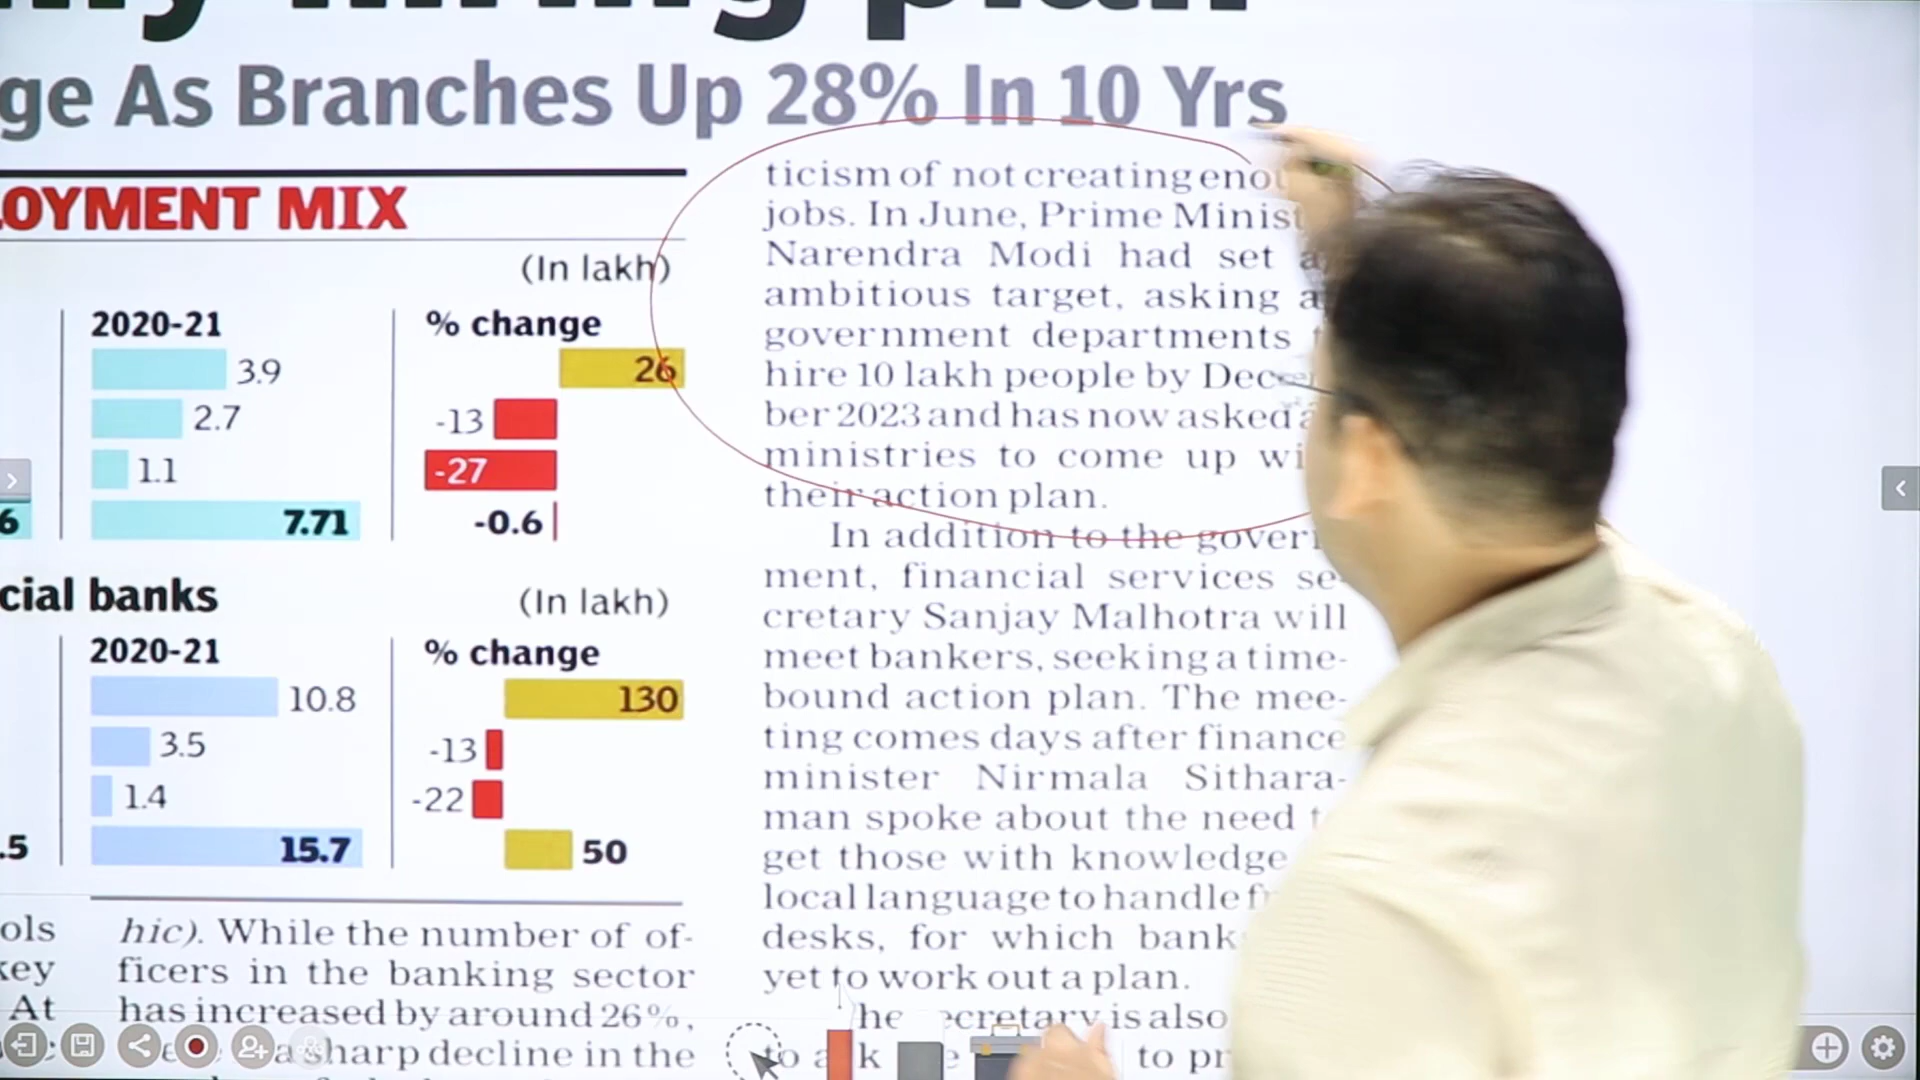 ge As Branches Up 28% In 10 Yrs
OYMENT MIX
(In lakh)
2020-21
% change
3.9
26
2.7
-13
1.1
-27
6
7.71
-0.6
cial banks
(In lakh)
2020-21
% change
10.8
130
3.5
-13
1.4
-22
.5
15.7
50
ols
key
At
hic). While the number of of-
ficers in the banking sector
has increased by around 26%,
a sharp decline in the
ticism of not creating
jobs. In June, Prime
Narendra Modi had set
ambitious target, asking
government departments
hire 10 lakh people by
ber 2023 and has now asked
ministries to come up
their action plan.
In addition to the
ment, financial services se-
cretary Sanjay Malhotra will
meet bankers, seeking a time-
bound action plan. The mee-
ting comes days after finance
minister Nirmala Sithara-
man spoke about the need
get those with knowledge
local language to handle
desks, for which
yet to work out a plan.
is also
to